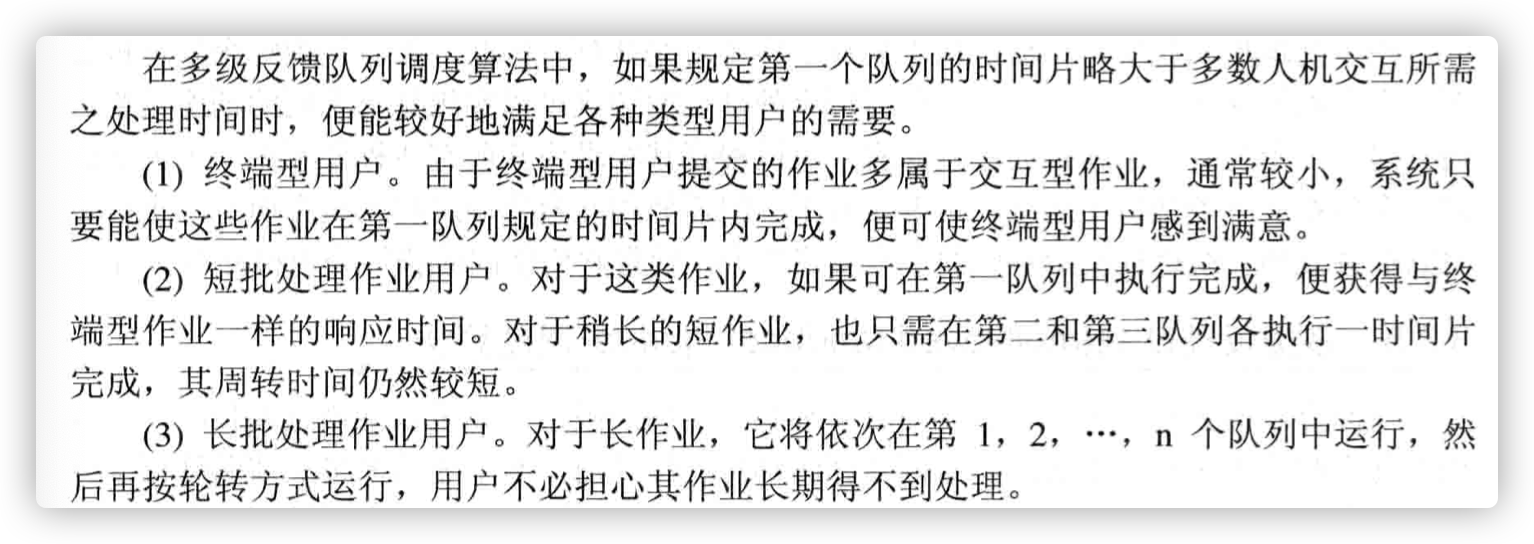 在多级反馈队列调度算法中，如果规定第一个队列的时间片略大于多数人机交互所需
之处理时间时，便能较好地满足各种类型用户的需要。
(1) 终端型用户。由于终端型用户提交的作业多属于交互型作业，通常较小，系统只
要能使这些作业在第一队列规定的时间片内完成，便可使终端型用户感到满意。
(2) 短批处理作业用户。对于这类作业，如果可在第一队列中执行完成，便获得与终
端型作业一样的响应时间。对于稍长的短作业，也只需在第二和第三队列各执行一时间片
完成，其周转时间仍然较短。
(3) 长批处理作业用户。对于长作业，它将依次在第 1，2，…，n 个队列中运行，然
后再按轮转方式运行，用户不必担心其作业长期得不到处理。